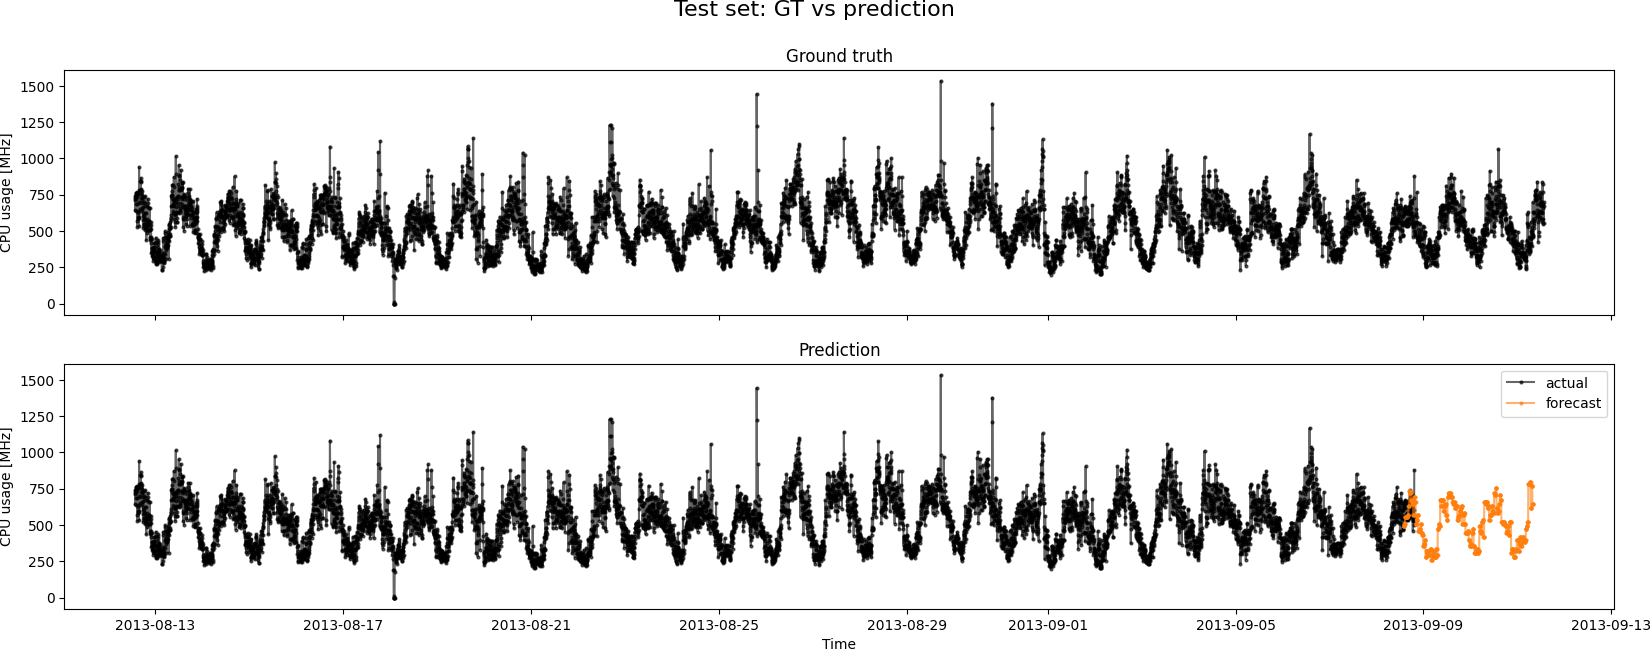 Test set: GT vs prediction
Ground truth
CPU usage [MHz]
1500
1250
1000
750
500
250
0
Prediction
CPU usage [MHz]
1500
1250
1000
750
500
250
0
actual
forecast
2013-08-13 2013-08-17 2013-08-21 2013-08-25 2013-08-29 2013-09-01 2013-09-05 2013-09-09 2013-09-13
Time